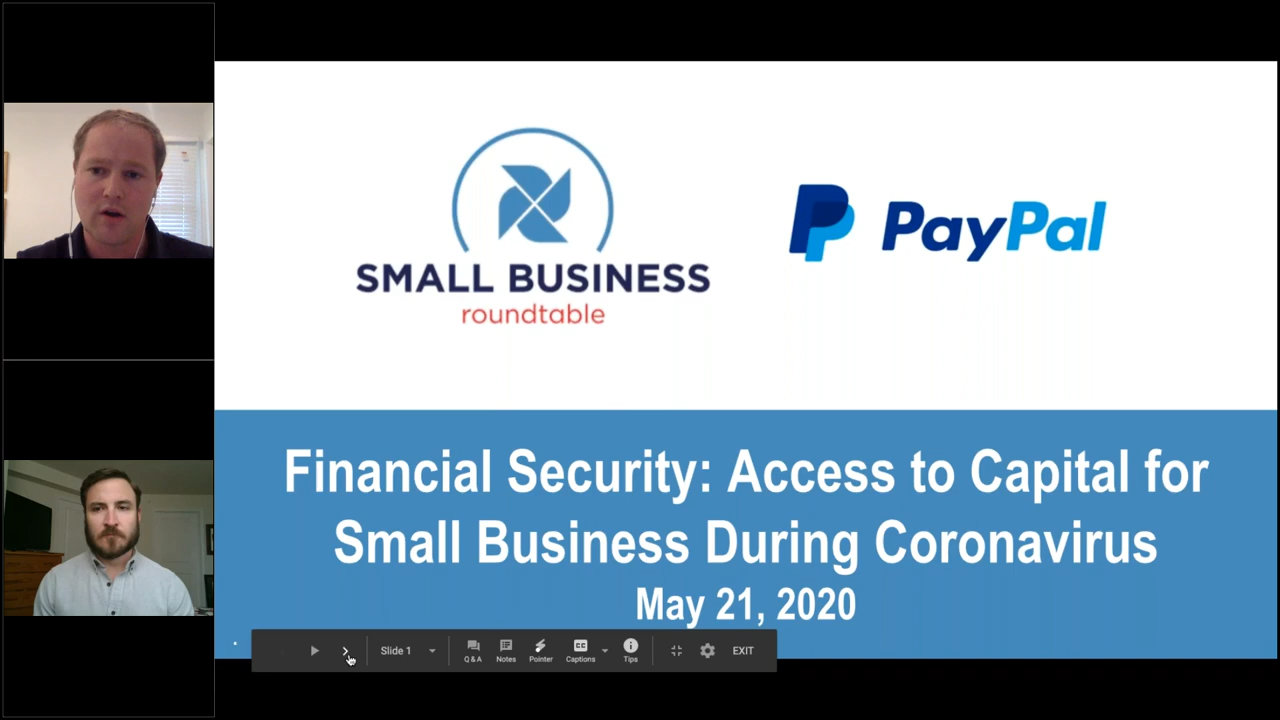 SMALL BUSINESS
roundtable
PayPal
Financial Security: Access to Capital for
Small Business During Coronavirus
May 21, 2020
Slide 1
Q & A
Notes
Pointer
CC
Captions
Tips
EXIT